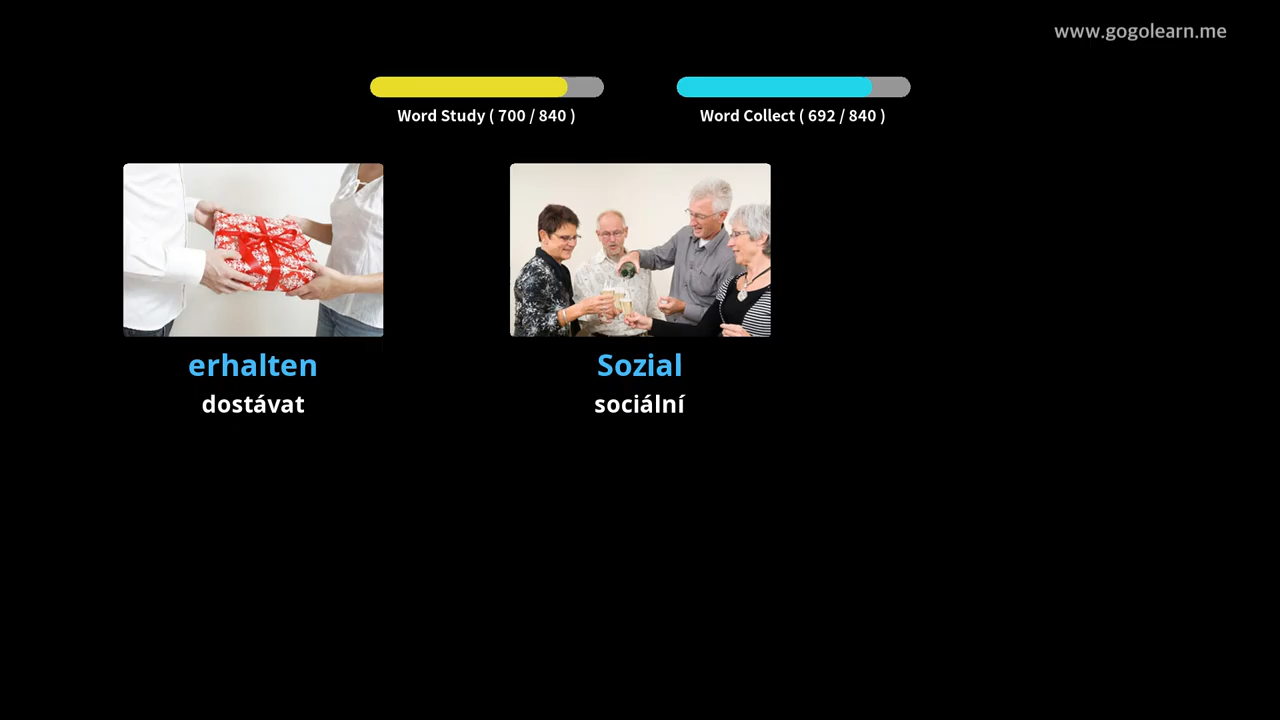 www.gogolearn.me
Word Study ( 700 / 840 )
Word Collect ( 692 / 840 )
erhalten
dostávat
Sozial
sociální